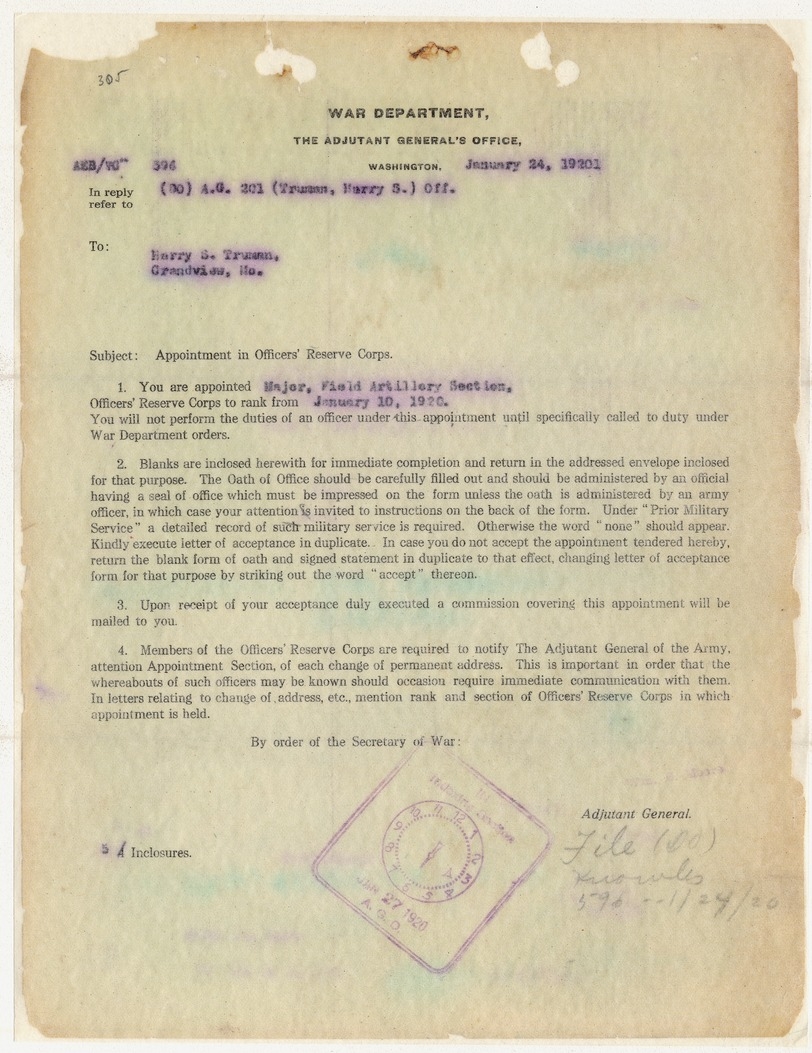 305
WAR DEPARTMENT,
THE ADJUTANT GENERAL'S OFFICE,
AEB/VC 396 WASHINGTON, January 24, 19201
In reply refer to (OO) A.G. 201 (Truman, Harry S.) Off.
To:
Harry S. Truman,
Grandview, Mo.
Subject: Appointment in Officers' Reserve Corps.
1. You are appointed Major, Field Artillery Section,
Officers' Reserve Corps to rank from January 10, 1920.
You will not perform the duties of an officer under this appointment until specifically called to duty under
War Department orders.
2. Blanks are inclosed herewith for immediate completion and return in the addressed envelope inclosed
for that purpose. The Oath of Office should be carefully filled out and should be administered by an official
having a seal of office which must be impressed on the form unless the oath is administered by an army
officer, in which case your attention is invited to instructions on the back of the form. Under "Prior Military
Service" a detailed record of such military service is required. Otherwise the word "none" should appear.
Kindly execute letter of acceptance in duplicate. In case you do not accept the appointment tendered hereby,
return the blank form of oath and signed statement in duplicate to that effect, changing letter of acceptance
form for that purpose by striking out the word "accept" thereon.
3. Upon receipt of your acceptance duly executed a commission covering this appointment will be
mailed to you.
4. Members of the Officers' Reserve Corps are required to notify The Adjutant General of the Army,
attention Appointment Section, of each change of permanent address. This is important in order that the
whereabouts of such officers may be known should occasion require immediate communication with them.
In letters relating to change of address, etc., mention rank and section of Officers' Reserve Corps in which
appointment is held.
By order of the Secretary of War:
Adjutant General.
5 4 Inclosures.
JAN 27 1920
A. G. O.
File (OO)
Knowles
596 -- 1/24/20